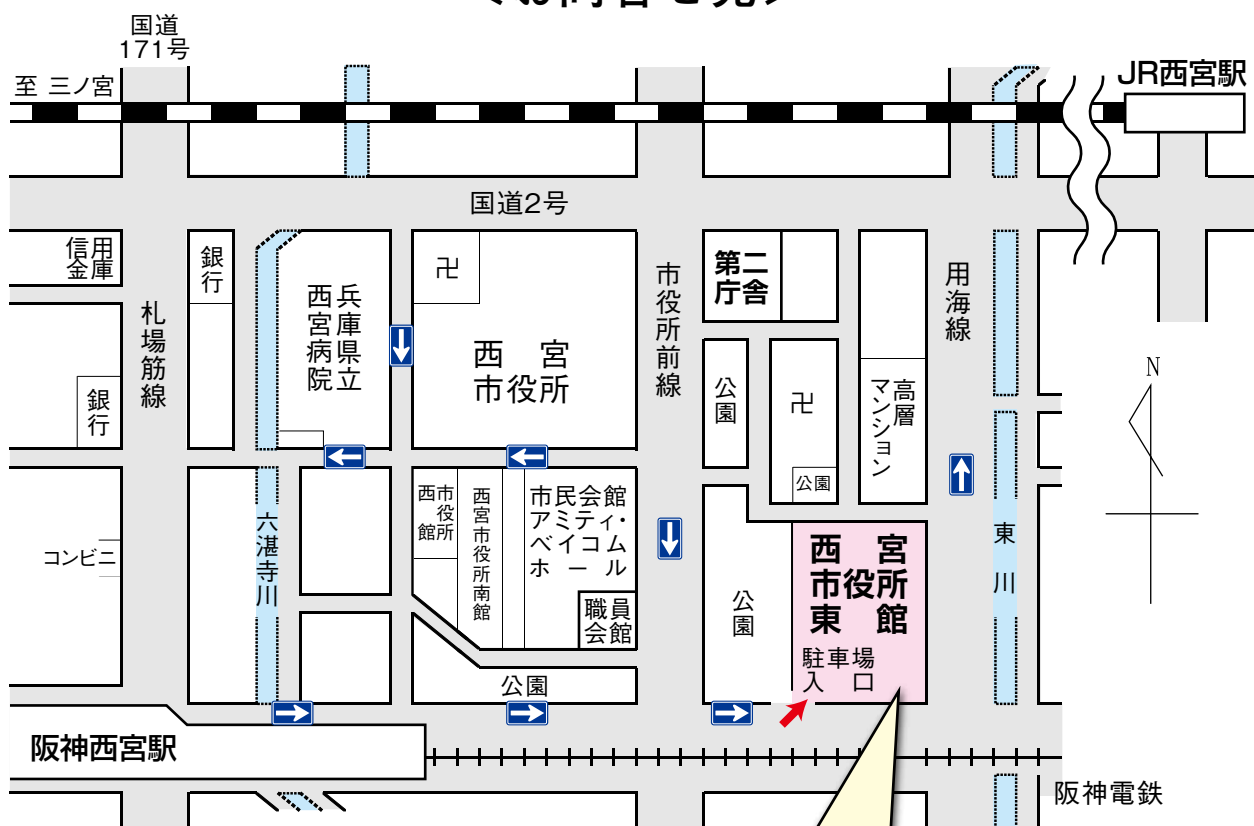 国道
171号
至 三ノ宮
JR西宮駅
国道2号
信用
金庫
銀行
卍
第二
庁舎
市役所前線
用海線
札場筋線
兵庫県立
西宮病院
西 宮
市役所
公園
卍
高層
マンション
N
銀行
公園
市役所
西館
西宮市役所南館
市民会館
アミティ・
ベイコム
ホール
六湛寺川
コンビニ
西 宮
市役所
東 館
東川
職員
会館
公園
駐車場
入 口
公園
阪神西宮駅
阪神電鉄